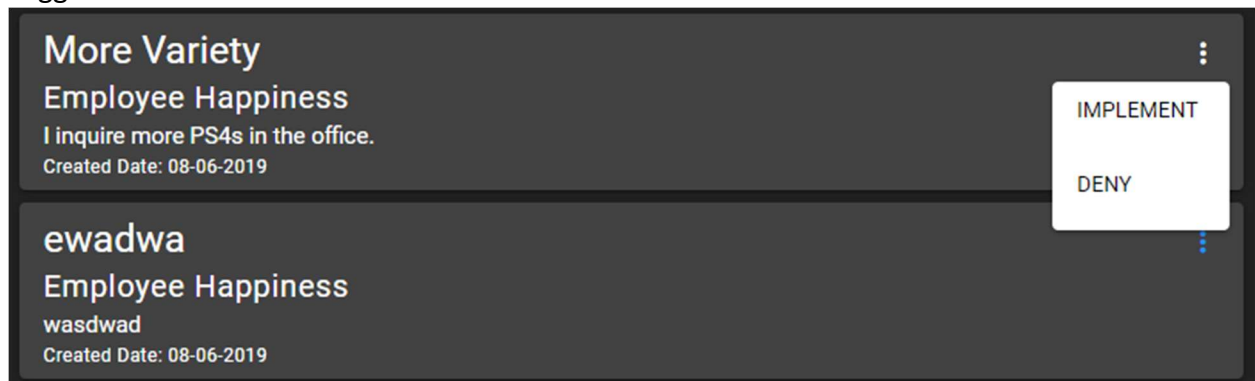 More Variety
Employee Happiness
I inquire more PS4s in the office.
Created Date: 08-06-2019
IMPLEMENT
DENY
ewadwa
Employee Happiness
wasdwad
Created Date: 08-06-2019